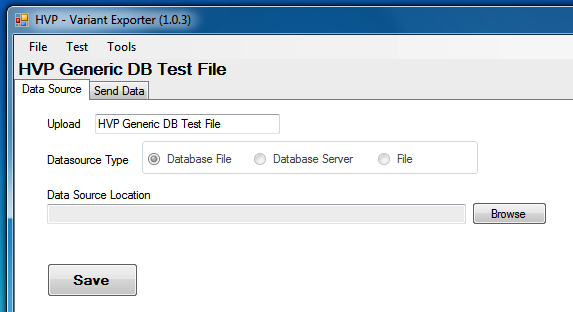 HVP - Variant Exporter (1.0.3)
File Test Tools
HVP Generic DB Test File
Data Source Send Data
Upload HVP Generic DB Test File
Datasource Type Database File Database Server File
Data Source Location
Browse
Save